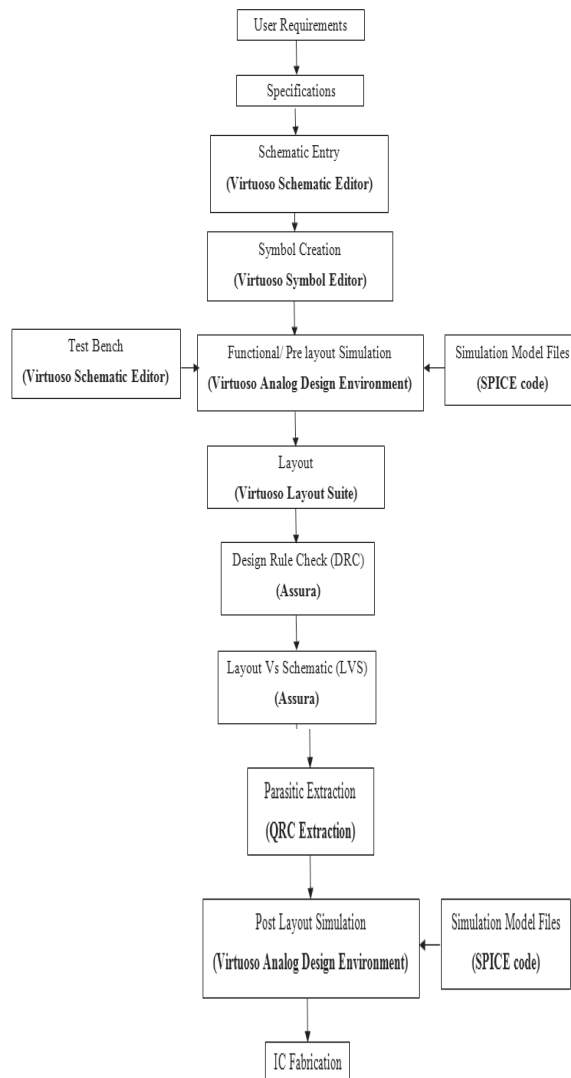 User Requirements
Specifications
Schematic Entry
(Virtuoso Schematic Editor)
Symbol Creation
(Virtuoso Symbol Editor)
Test Bench
(Virtuoso Schematic Editor)
Functional/ Pre layout Simulation
(Virtuoso Analog Design Environment)
Simulation Model Files
(SPICE code)
Layout
(Virtuoso Layout Suite)
Design Rule Check (DRC)
(Assura)
Layout Vs Schematic (LVS)
(Assura)
Parasitic Extraction
(QRC Extraction)
Post Layout Simulation
(Virtuoso Analog Design Environment)
Simulation Model Files
(SPICE code)
IC Fabrication